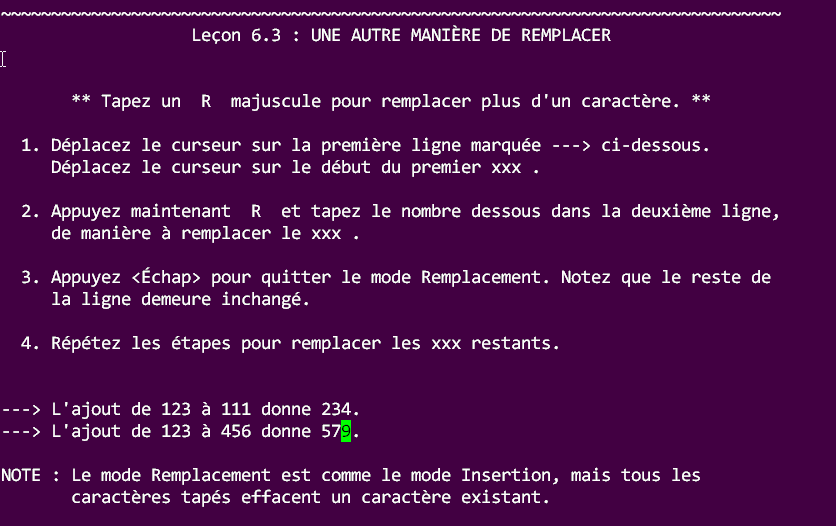 ~~~~~~~~~~~~~~~~~~~~~~~~~~~~~~~~~~~~~~~~~~~~~~~~~~~~~~~~~~~~~~~~~~~~~~~~~~~~~~
Leçon 6.3 : UNE AUTRE MANIÈRE DE REMPLACER
** Tapez un  R  majuscule pour remplacer plus d'un caractère. **
1. Déplacez le curseur sur la première ligne marquée ---> ci-dessous.
Déplacez le curseur sur le début du premier xxx .
2. Appuyez maintenant  R  et tapez le nombre dessous dans la deuxième ligne,
de manière à remplacer le xxx .
3. Appuyez <Échap> pour quitter le mode Remplacement. Notez que le reste de
la ligne demeure inchangé.
4. Répétez les étapes pour remplacer les xxx restants.
---> L'ajout de 123 à 111 donne 234.
---> L'ajout de 123 à 456 donne 579.
NOTE : Le mode Remplacement est comme le mode Insertion, mais tous les
caractères tapés effacent un caractère existant.